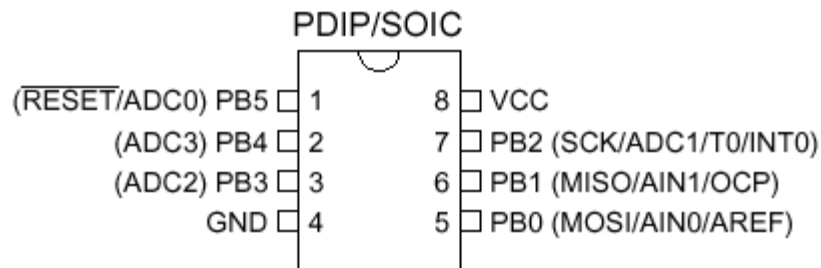 PDIP/SOIC
(RESET/ADC0) PB5 1 8 VCC
(ADC3) PB4 2 7 PB2 (SCK/ADC1/T0/INT0)
(ADC2) PB3 3 6 PB1 (MISO/AIN1/OCP)
GND 4 5 PB0 (MOSI/AIN0/AREF)